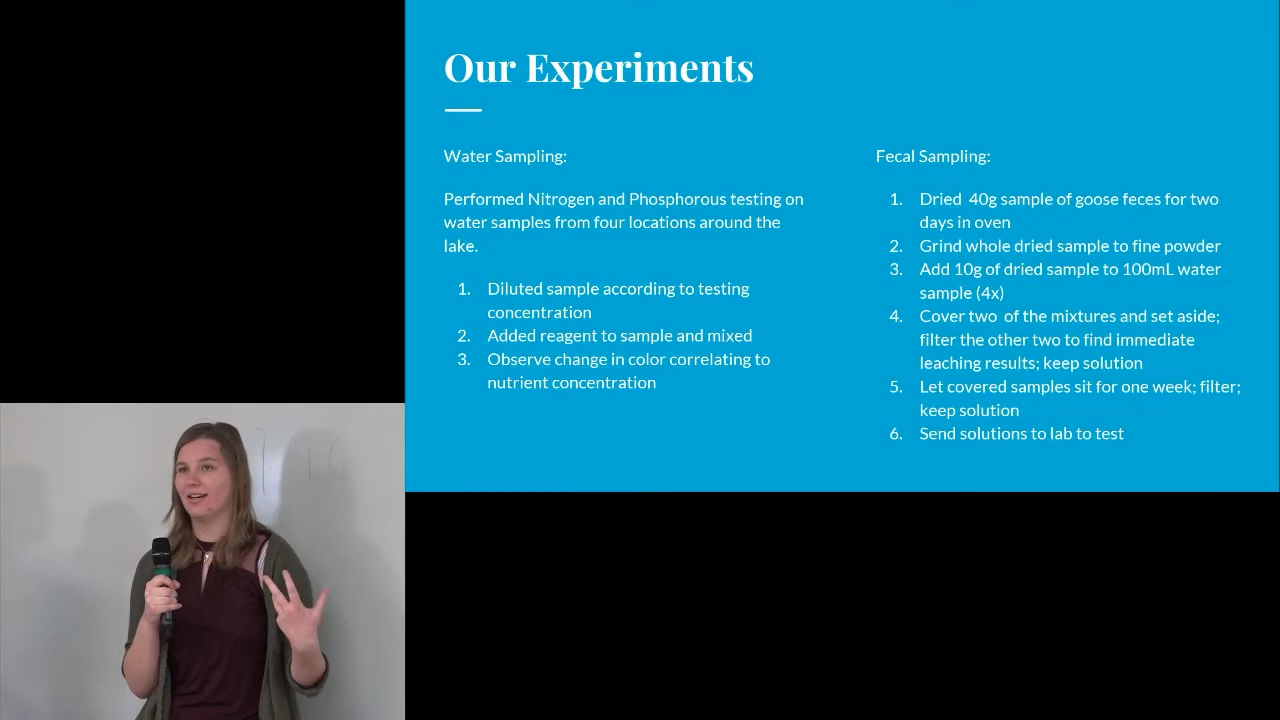 Our Experiments
Water Sampling:
Performed Nitrogen and Phosphorous testing on
water samples from four locations around the
lake.
1. Diluted sample according to testing
concentration
2. Added reagent to sample and mixed
3. Observe change in color correlating to
nutrient concentration
Fecal Sampling:
1. Dried 40g sample of goose feces for two
days in oven
2. Grind whole dried sample to fine powder
3. Add 10g of dried sample to 100mL water
sample (4x)
4. Cover two of the mixtures and set aside;
filter the other two to find immediate
leaching results; keep solution
5. Let covered samples sit for one week; filter;
keep solution
6. Send solutions to lab to test